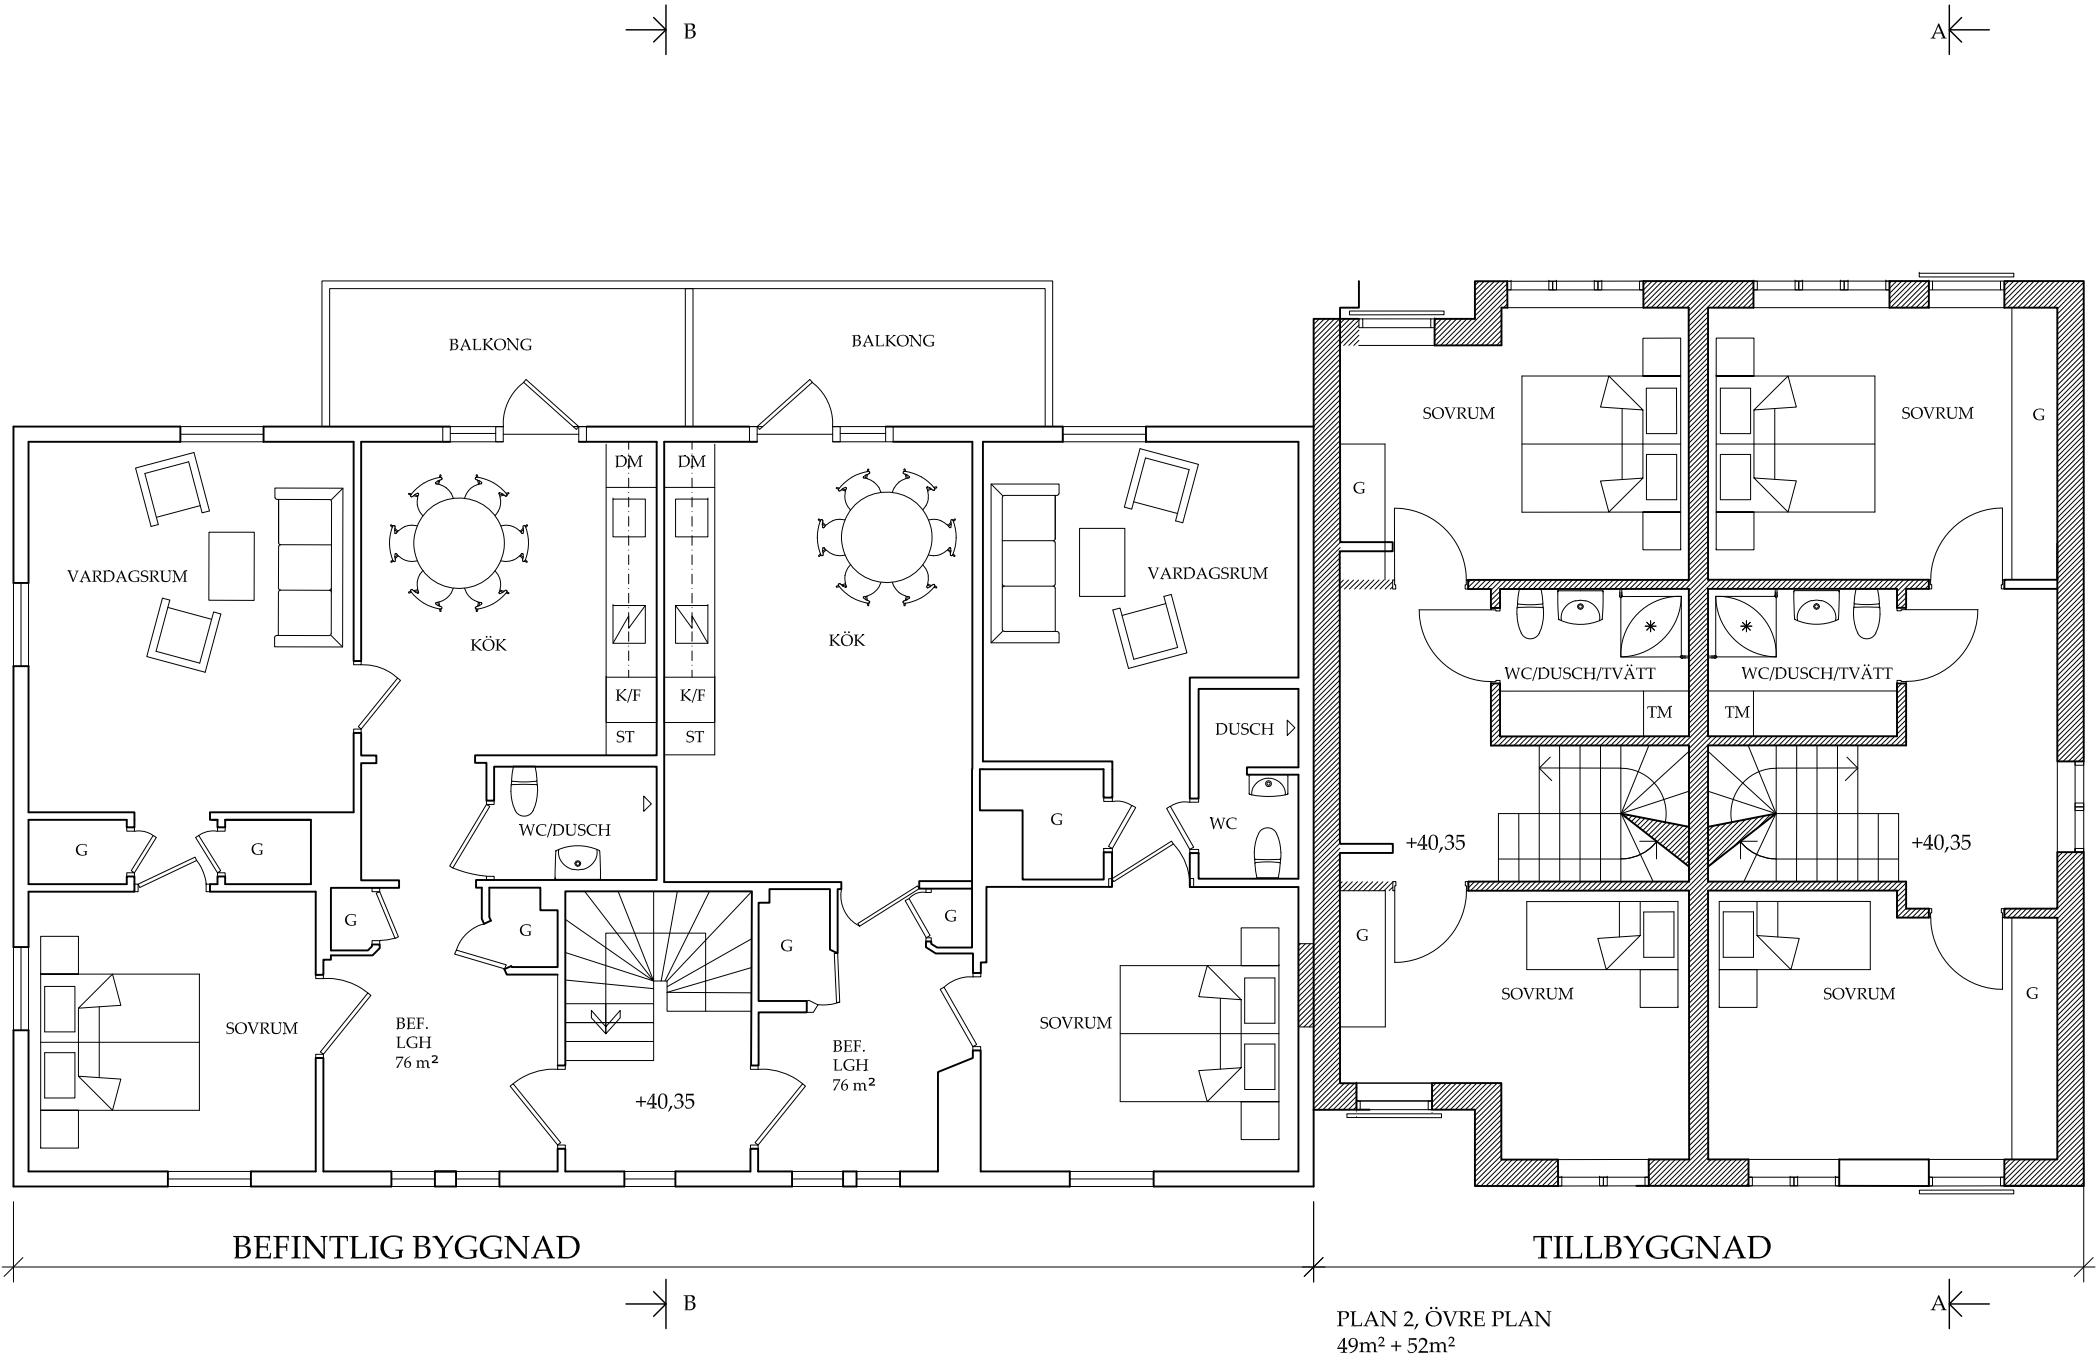 B
A
BALKONG
BALKONG
SOVRUM
SOVRUM
G
DM
DM
G
VARDAGSRUM
VARDAGSRUM
KÖK
KÖK
WC/DUSCH/TVÄTT
WC/DUSCH/TVÄTT
K/F
K/F
TM
TM
DUSCH
ST
ST
WC/DUSCH
G
WC
G
G
+40,35
+40,35
G
G
G
G
G
G
SOVRUM
SOVRUM
G
SOVRUM
SOVRUM
BEF.
LGH
76 m²
BEF.
LGH
76 m²
+40,35
BEFINTLIG BYGGNAD
TILLBYGGNAD
B
A
PLAN 2, ÖVRE PLAN
49m² + 52m²